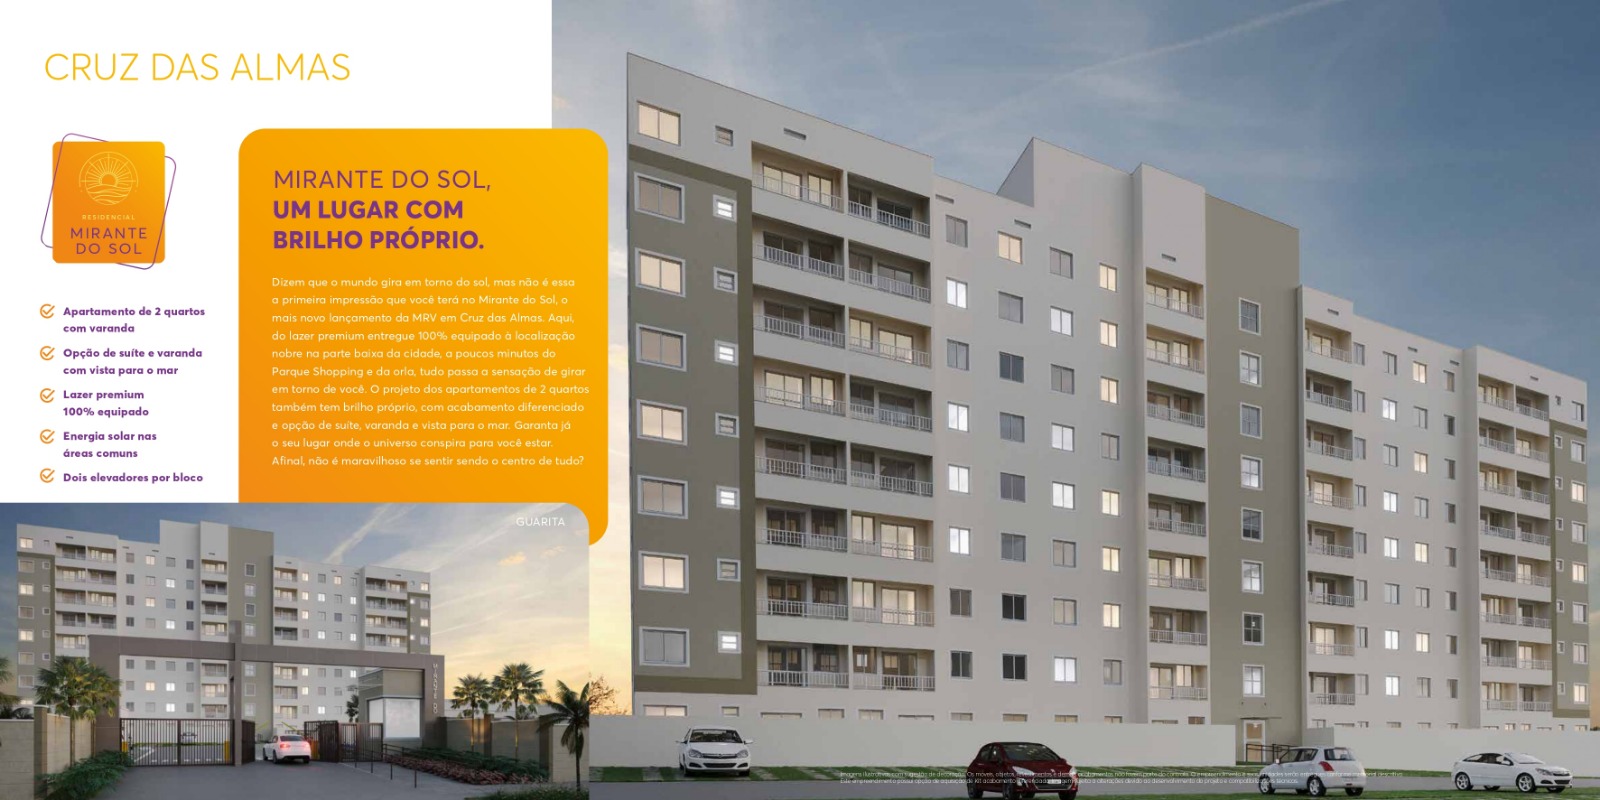 CRUZ DAS ALMAS
RESIDENCIAL
MIRANTE
DO SOL
Apartamento de 2 quartos
com varanda
Opção de suíte e varanda
com vista para o mar
Lazer premium
100% equipado
Energia solar nas
áreas comuns
Dois elevadores por bloco
MIRANTE DO SOL,
UM LUGAR COM
BRILHO PRÓPRIO.
Dizem que o mundo gira em torno do sol, mas não é essa
a primeira impressão que você terá no Mirante do Sol, o
mais novo lançamento da MRV em Cruz das Almas. Aqui,
do lazer premium entregue 100% equipado à localização
nobre na parte baixa da cidade, a poucos minutos do
Parque Shopping e da orla, tudo passa a sensação de girar
em torno de você. O projeto dos apartamentos de 2 quartos
também tem brilho próprio, com acabamento diferenciado
e opção de suíte, varanda e vista para o mar. Garanta já
o seu lugar onde o universo conspira para você estar.
Afinal, não é maravilhoso se sentir sendo o centro de tudo?
GUARITA
MIRANTE DO